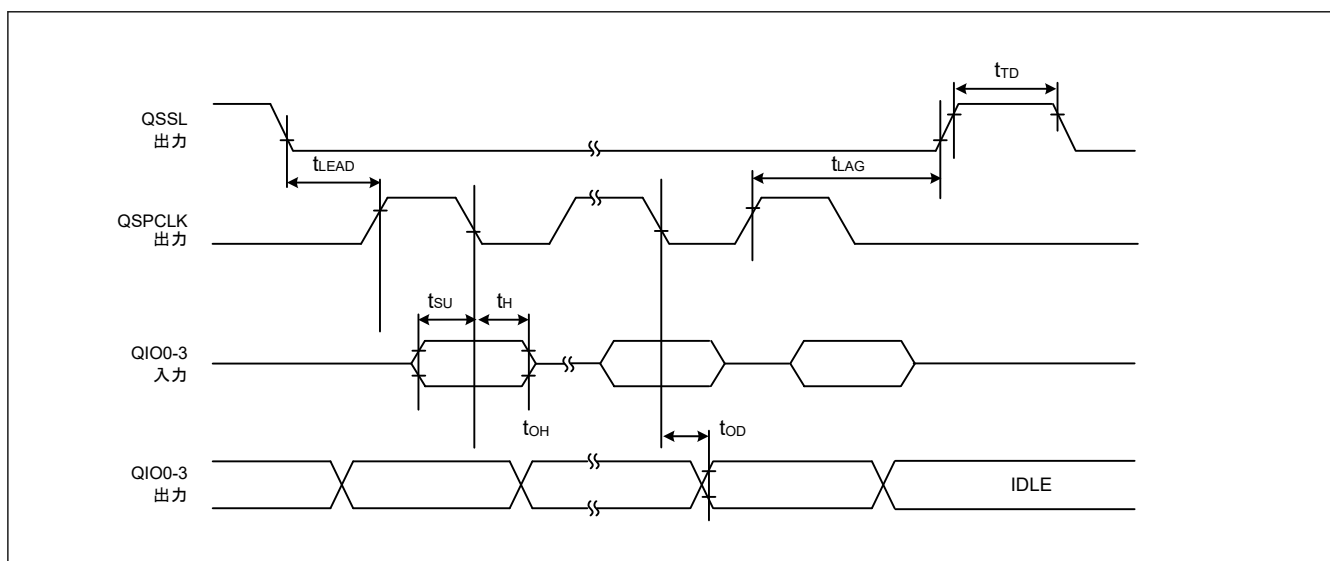 tTD
QSSL
出力
tLEAD
tLAG
QSPCLK
出力
tSU
tH
QIO0-3
入力
tOH
tOD
QIO0-3
出力
IDLE